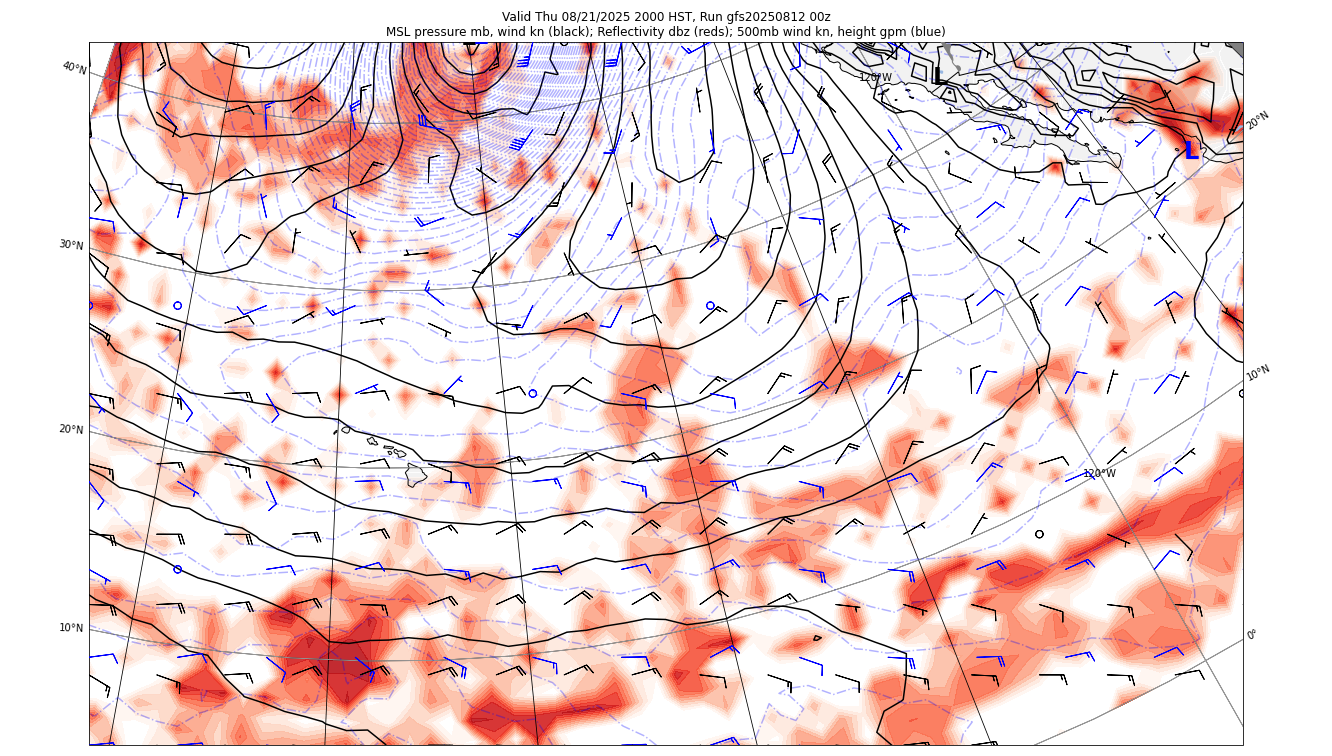 Valid Thu 08/21/2025 2000 HST, Run gfs20250812 00z
MSL pressure mb, wind kn (black); Reflectivity dbz (reds); 500mb wind kn, height gpm (blue)
40°N
120°W
L
20°N
L
30°N
10°N
20°N
120°W
10°N
0°